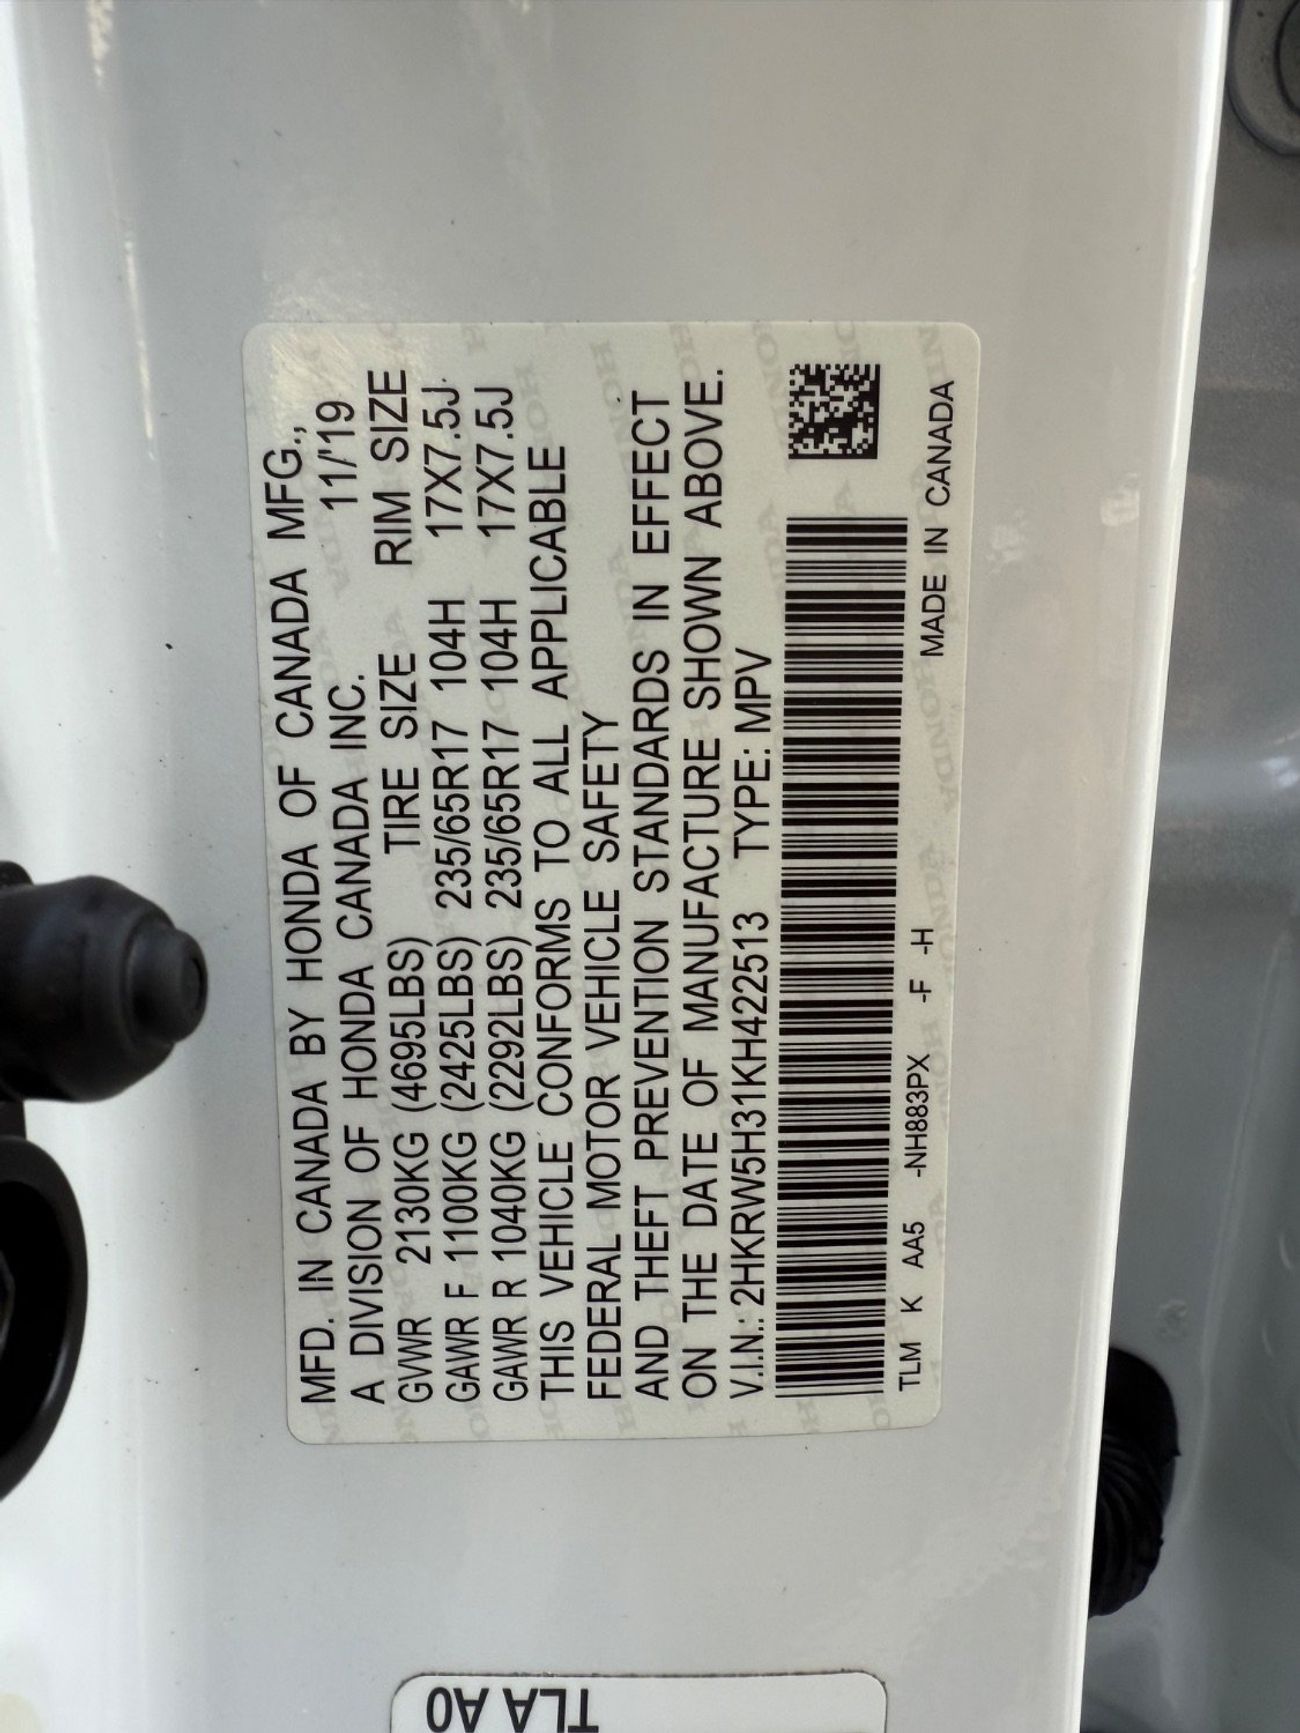 MFD. IN CANADA BY HONDA OF CANADA MFG.,
A DIVISION OF HONDA CANADA INC. 11/'19
GVWR 2130KG (4695LBS) TIRE SIZE RIM SIZE
GAWR F 1100KG (2425LBS) 235/65R17 104H 17X7.5J
GAWR R 1040KG (2292LBS) 235/65R17 104H 17X7.5J
THIS VEHICLE CONFORMS TO ALL APPLICABLE
FEDERAL MOTOR VEHICLE SAFETY
AND THEFT PREVENTION STANDARDS IN EFFECT
ON THE DATE OF MANUFACTURE SHOWN ABOVE.
V.I.N.: 2HKRW5H31KH422513 TYPE: MPV
TLM K AA5 -NH883PX -F -H
MADE IN CANADA
TLA A0